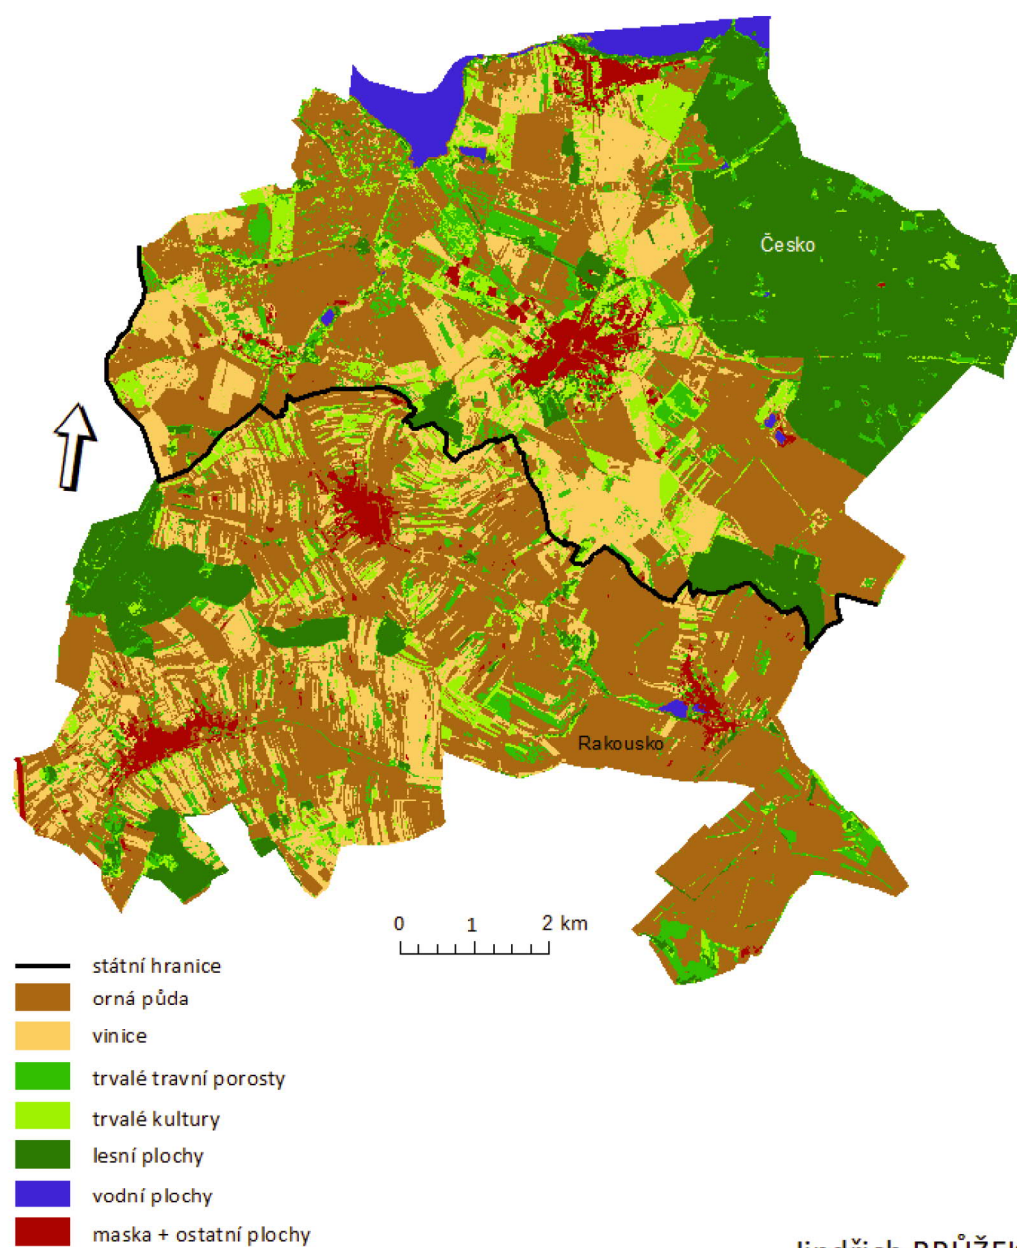 Česko
Rakousko
0 1 2 km
státní hranice
orná půda
vinice
trvalé travní porosty
trvalé kultury
lesní plochy
vodní plochy
maska + ostatní plochy
Jindřich